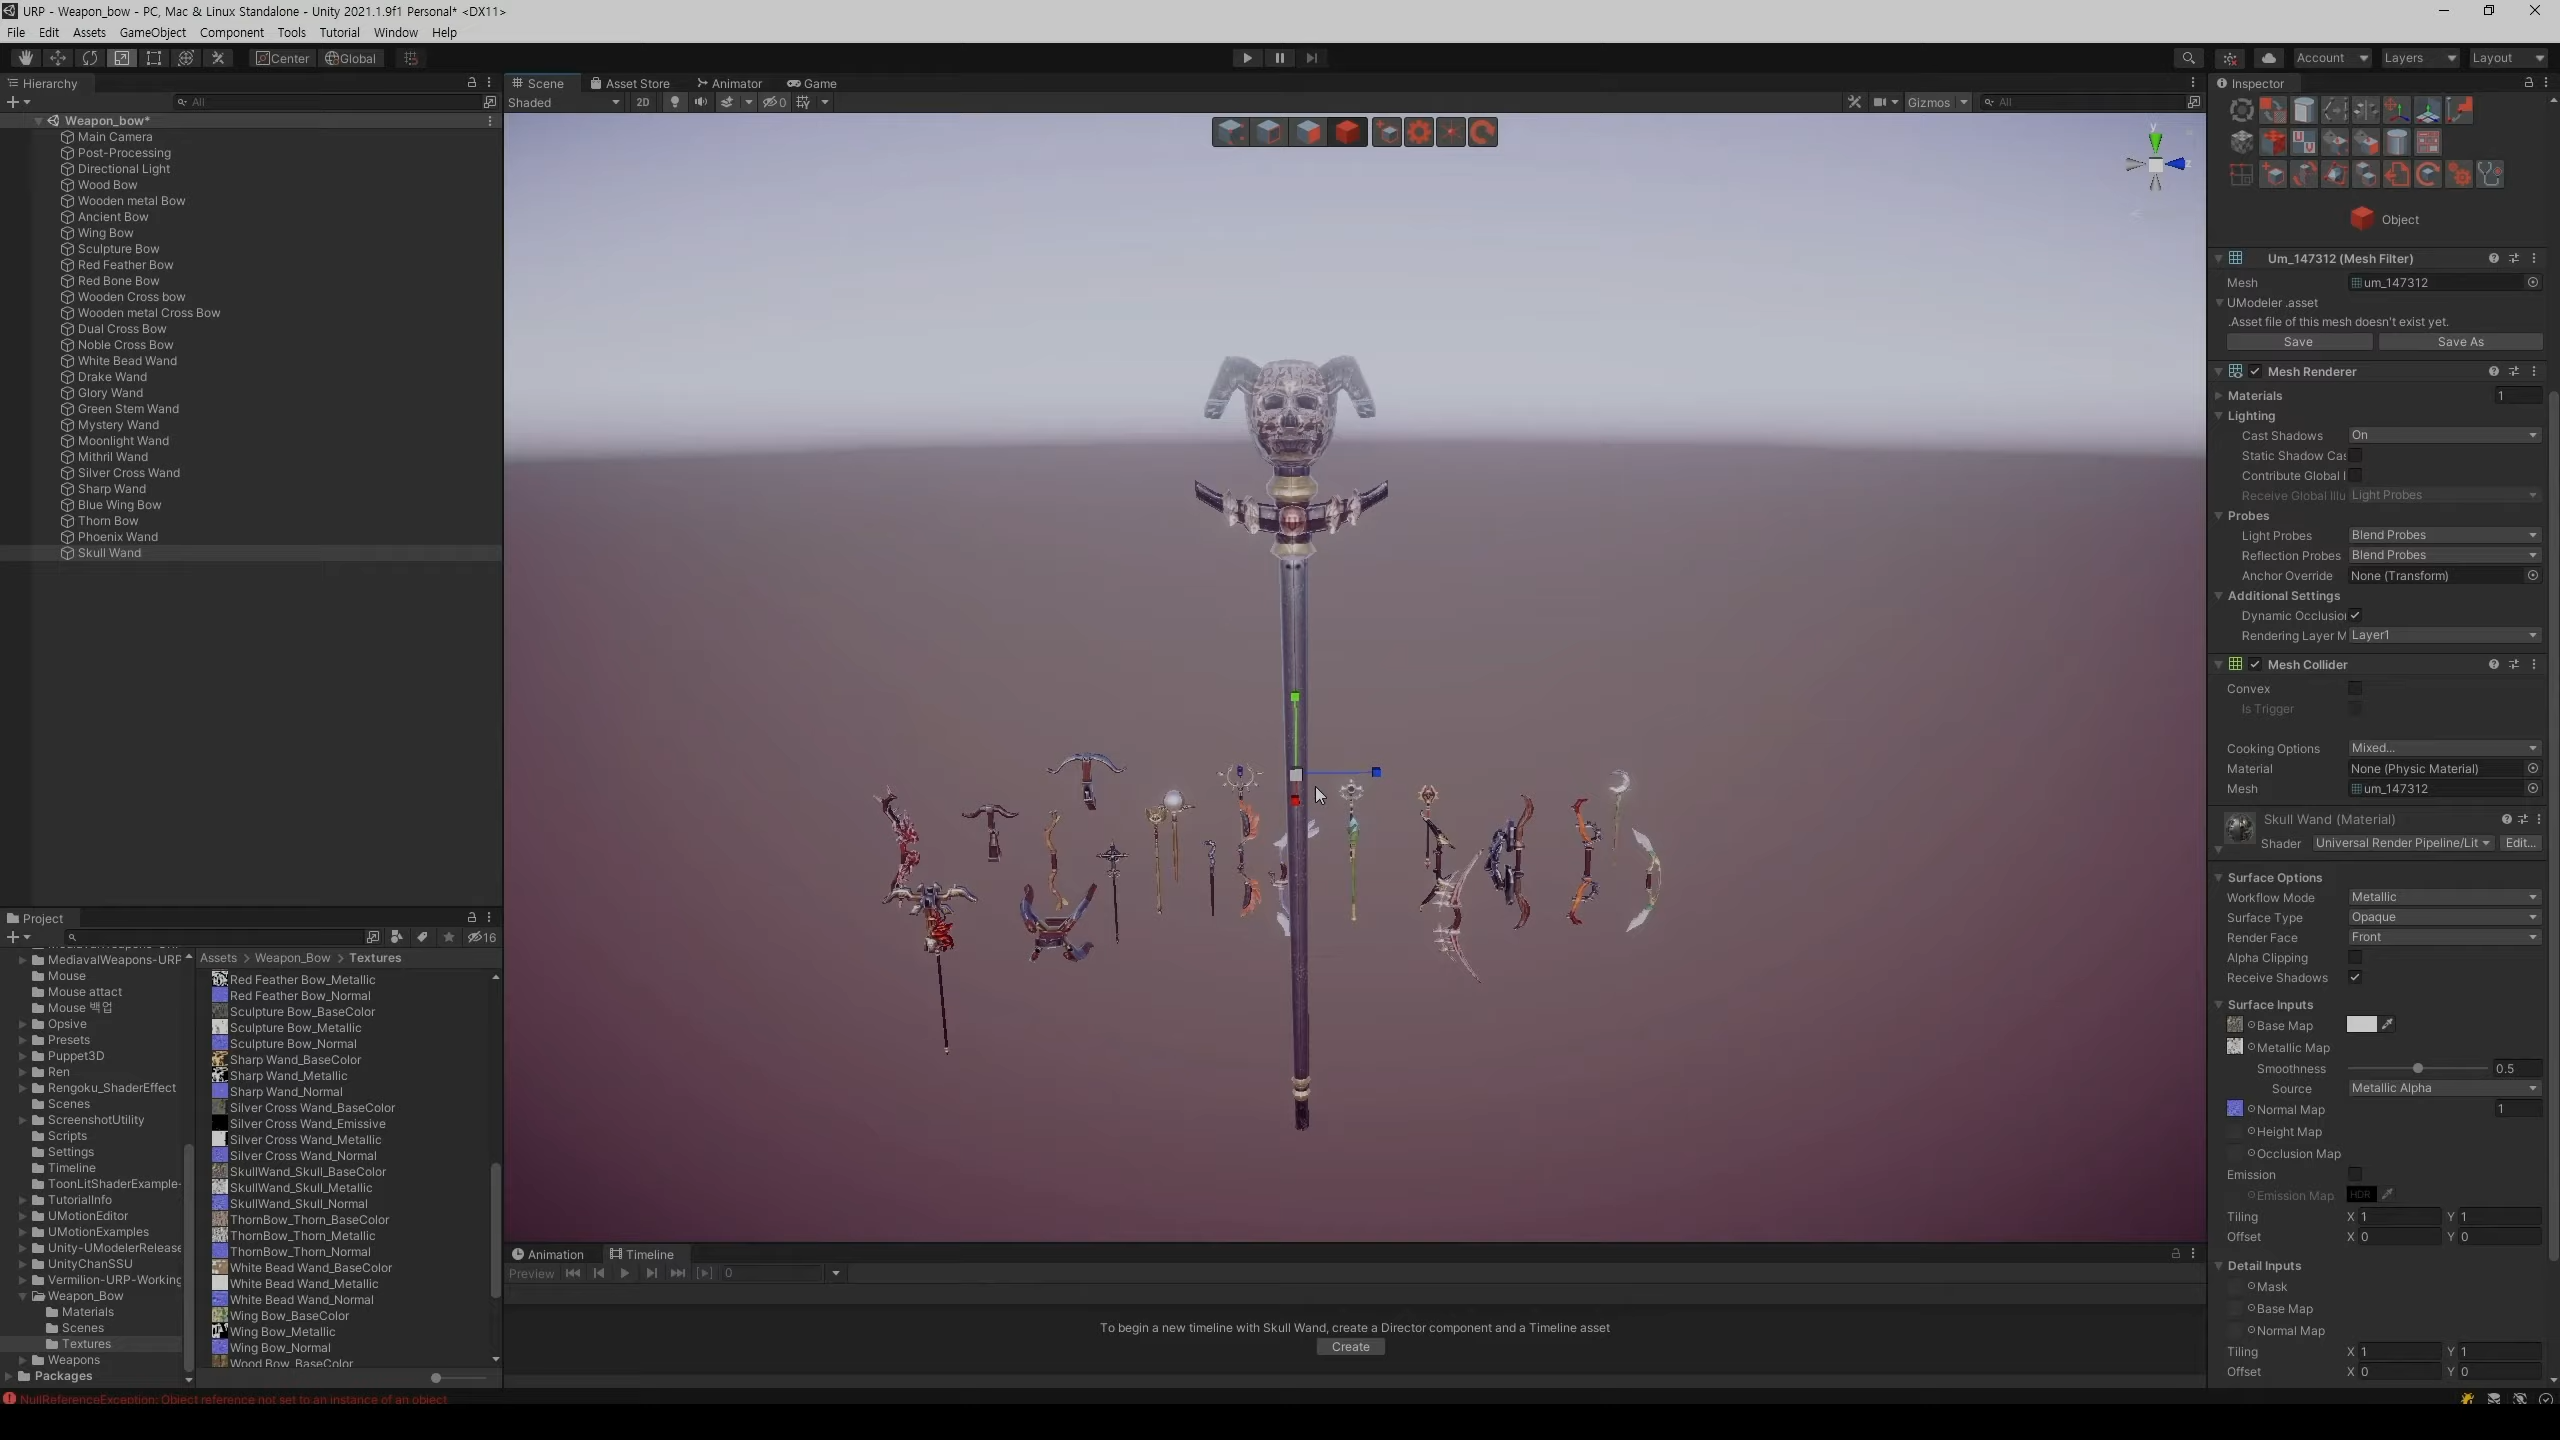 URP - Weapon_bow - PC, Mac & Linux Standalone - Unity 2021.1.9f1 Personal* <DX11>
File Edit Assets GameObject Component Tools Tutorial Window Help
Center Global Account Layers Layout
Hierarchy
All
Weapon_bow*
Main Camera
Post-Processing
Directional Light
Wood Bow
Wooden metal Bow
Ancient Bow
Wing Bow
Sculpture Bow
Red Feather Bow
Red Bone Bow
Wooden Cross bow
Wooden metal Cross Bow
Dual Cross Bow
Noble Cross Bow
White Bead Wand
Drake Wand
Glory Wand
Green Stem Wand
Mystery Wand
Moonlight Wand
Mithril Wand
Silver Cross Wand
Sharp Wand
Blue Wing Bow
Thorn Bow
Phoenix Wand
Skull Wand
Project
16
MediavalWeapons-URP
Mouse
Mouse attact
Mouse 백업
Opsive
Presets
Puppet3D
Ren
Rengoku_ShaderEffect
Scenes
ScreenshotUtility
Scripts
Settings
Timeline
ToonLitShaderExample-
TutorialInfo
UMotionEditor
UMotionExamples
Unity-UModelerRelease
UnityChanSSU
Vermilion-URP-Working
Weapon_Bow
Materials
Scenes
Textures
Weapons
Packages
Assets > Weapon_Bow > Textures
Red Feather Bow_Metallic
Red Feather Bow_Normal
Sculpture Bow_BaseColor
Sculpture Bow_Metallic
Sculpture Bow_Normal
Sharp Wand_BaseColor
Sharp Wand_Metallic
Sharp Wand_Normal
Silver Cross Wand_BaseColor
Silver Cross Wand_Emissive
Silver Cross Wand_Metallic
Silver Cross Wand_Normal
SkullWand_Skull_BaseColor
SkullWand_Skull_Metallic
SkullWand_Skull_Normal
ThornBow_Thorn_BaseColor
ThornBow_Thorn_Metallic
ThornBow_Thorn_Normal
White Bead Wand_BaseColor
White Bead Wand_Metallic
White Bead Wand_Normal
Wing Bow_BaseColor
Wing Bow_Metallic
Wing Bow_Normal
Wood Bow_BaseColor
NullReferenceException: Object reference not set to an instance of an object
Scene Asset Store Animator Game
Shaded 2D 0 Gizmos All
y
Animation Timeline
Preview 0
To begin a new timeline with Skull Wand, create a Director component and a Timeline asset
Create
Inspector
Object
Um_147312 (Mesh Filter)
Mesh um_147312
UModeler .asset
.Asset file of this mesh doesn't exist yet.
Save Save As
Mesh Renderer
Materials 1
Lighting
Cast Shadows On
Static Shadow Cas
Contribute Global I
Receive Global Illu Light Probes
Probes
Light Probes Blend Probes
Reflection Probes Blend Probes
Anchor Override None (Transform)
Additional Settings
Dynamic Occlusion
Rendering Layer M Layer1
Mesh Collider
Convex
Is Trigger
Cooking Options Mixed...
Material None (Physic Material)
Mesh um_147312
Skull Wand (Material)
Shader Universal Render Pipeline/Lit Edit...
Surface Options
Workflow Mode Metallic
Surface Type Opaque
Render Face Front
Alpha Clipping
Receive Shadows
Surface Inputs
Base Map
Metallic Map
Smoothness 0.5
Source Metallic Alpha
Normal Map 1
Height Map
Occlusion Map
Emission
Emission Map HDR
Tiling X 1 Y 1
Offset X 0 Y 0
Detail Inputs
Mask
Base Map
Normal Map
Tiling X 1 Y 1
Offset X 0 Y 0